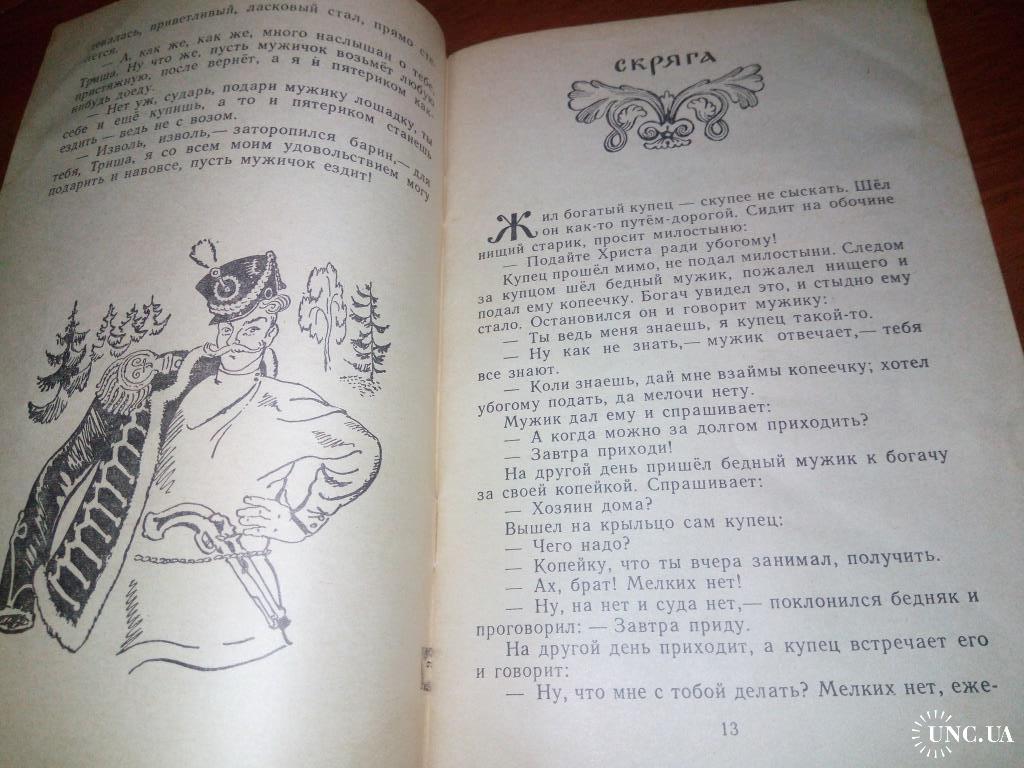 тевалась, приветливый, ласковый стал, прямо сте-
лется.
— А, как же, как же, много наслышан о тебе,
Триша. Ну что же, пусть мужичок возьмёт любую
пристяжную, после вернёт, а я и пятериком как-
нибудь доеду.
— Нет уж, сударь, подари мужику лошадку, ты
себе и ещё купишь, а то и пятериком станешь
ездить — ведь не с возом.
— Изволь, изволь,— заторопился барин,— для
тебя, Триша, я со всем моим удовольствием могу
подарить и навовсе, пусть мужичок ездит!
СКРЯГА
Жил богатый купец — скупее не сыскать. Шёл
он как-то путём-дорогой. Сидит на обочине
нищий старик, просит милостыню:
— Подайте Христа ради убогому!
Купец прошёл мимо, не подал милостыни. Следом
за купцом шёл бедный мужик, пожалел нищего и
подал ему копеечку. Богач увидел это, и стыдно ему
стало. Остановился он и говорит мужику:
— Ты ведь меня знаешь, я купец такой-то.
— Ну как не знать,— мужик отвечает,— тебя
все знают.
— Коли знаешь, дай мне взаймы копеечку; хотел
убогому подать, да мелочи нету.
Мужик дал ему и спрашивает:
— А когда можно за долгом приходить?
— Завтра приходи!
На другой день пришёл бедный мужик к богачу
за своей копейкой. Спрашивает:
— Хозяин дома?
Вышел на крыльцо сам купец:
— Чего надо?
— Копейку, что ты вчера занимал, получить.
— Ах, брат! Мелких нет!
— Ну, на нет и суда нет,— поклонился бедняк и
проговорил: — Завтра приду.
На другой день приходит, а купец встречает его
и говорит:
— Ну, что мне с тобой делать? Мелких нет, еже-
13
UNC.UA